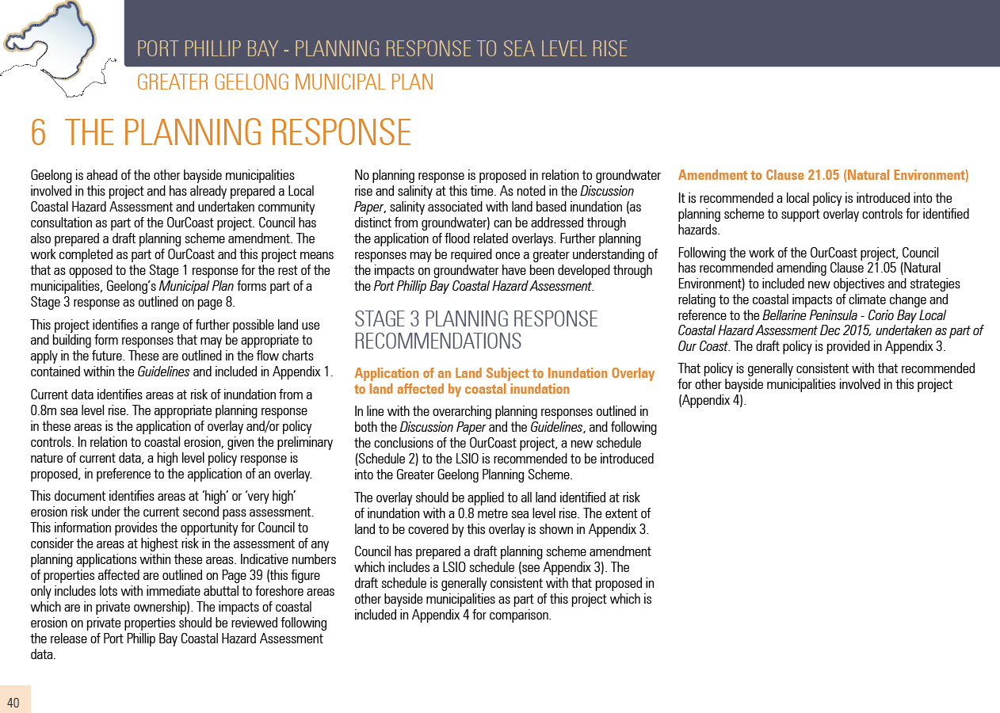 PORT PHILLIP BAY - PLANNING RESPONSE TO SEA LEVEL RISE
GREATER GEELONG MUNICIPAL PLAN
6 THE PLANNING RESPONSE
Geelong is ahead of the other bayside municipalities
involved in this project and has already prepared a Local
Coastal Hazard Assessment and undertaken community
consultation as part of the OurCoast project. Council has
also prepared a draft planning scheme amendment. The
work completed as part of OurCoast and this project means
that as opposed to the Stage 1 response for the rest of the
municipalities, Geelong's Municipal Plan forms part of a
Stage 3 response as outlined on page 8.
This project identifies a range of further possible land use
and building form responses that may be appropriate to
apply in the future. These are outlined in the flow charts
contained within the Guidelines and included in Appendix 1.
Current data identifies areas at risk of inundation from a
0.8m sea level rise. The appropriate planning response
in these areas is the application of overlay and/or policy
controls. In relation to coastal erosion, given the preliminary
nature of current data, a high level policy response is
proposed, in preference to the application of an overlay.
This document identifies areas at 'high' or 'very high'
erosion risk under the current second pass assessment.
This information provides the opportunity for Council to
consider the areas at highest risk in the assessment of any
planning applications within these areas. Indicative numbers
of properties affected are outlined on Page 39 (this figure
only includes lots with immediate abuttal to foreshore areas
which are in private ownership). The impacts of coastal
erosion on private properties should be reviewed following
the release of Port Phillip Bay Coastal Hazard Assessment
data.
No planning response is proposed in relation to groundwater
rise and salinity at this time. As noted in the Discussion
Paper, salinity associated with land based inundation (as
distinct from groundwater) can be addressed through
the application of flood related overlays. Further planning
responses may be required once a greater understanding of
the impacts on groundwater have been developed through
the Port Phillip Bay Coastal Hazard Assessment.
STAGE 3 PLANNING RESPONSE
RECOMMENDATIONS
Application of an Land Subject to Inundation Overlay
to land affected by coastal inundation
In line with the overarching planning responses outlined in
both the Discussion Paper and the Guidelines, and following
the conclusions of the OurCoast project, a new schedule
(Schedule 2) to the LSIO is recommended to be introduced
into the Greater Geelong Planning Scheme.
The overlay should be applied to all land identified at risk
of inundation with a 0.8 metre sea level rise. The extent of
land to be covered by this overlay is shown in Appendix 3.
Council has prepared a draft planning scheme amendment
which includes a LSIO schedule (see Appendix 3). The
draft schedule is generally consistent with that proposed in
other bayside municipalities as part of this project which is
included in Appendix 4 for comparison.
Amendment to Clause 21.05 (Natural Environment)
It is recommended a local policy is introduced into the
planning scheme to support overlay controls for identified
hazards.
Following the work of the OurCoast project, Council
has recommended amending Clause 21.05 (Natural
Environment) to included new objectives and strategies
relating to the coastal impacts of climate change and
reference to the Bellarine Peninsula - Corio Bay Local
Coastal Hazard Assessment Dec 2015, undertaken as part of
Our Coast. The draft policy is provided in Appendix 3.
That policy is generally consistent with that recommended
for other bayside municipalities involved in this project
(Appendix 4).
40